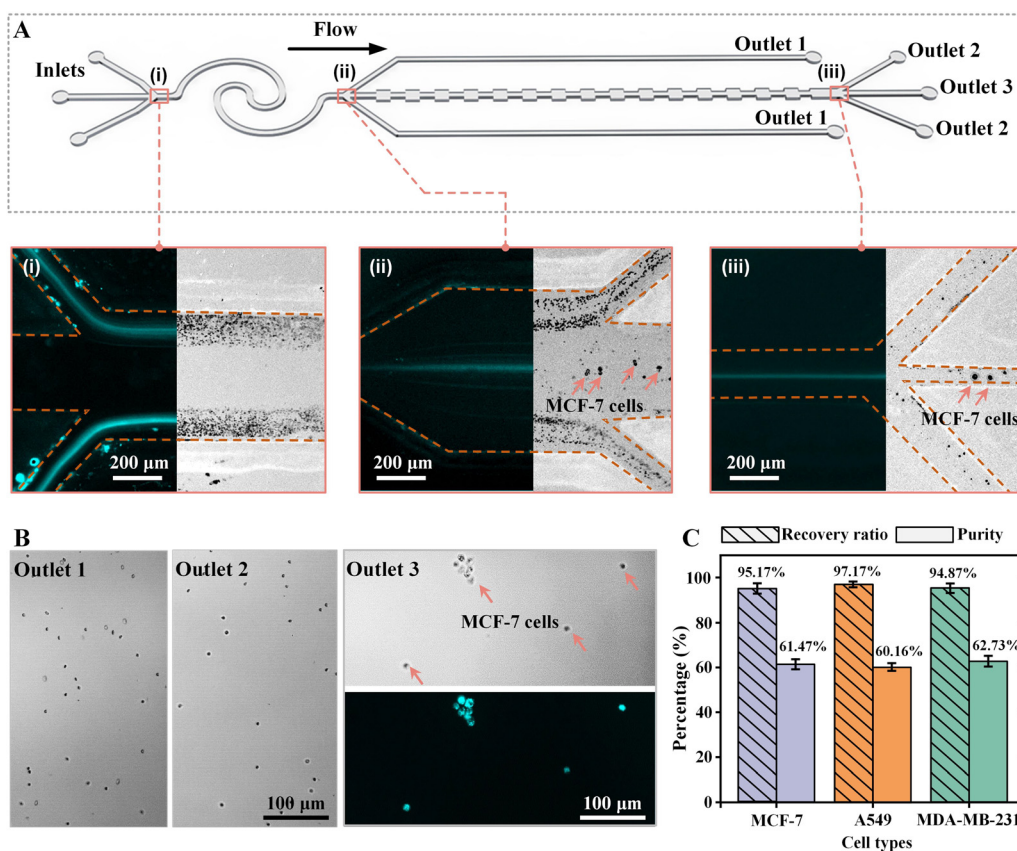 A
Flow
Inlets
(i)
(ii)
(iii)
Outlet 1
Outlet 1
Outlet 2
Outlet 3
Outlet 2
(i)
200 μm
(ii)
MCF-7 cells
200 μm
(iii)
MCF-7 cells
200 μm
B
Outlet 1
Outlet 2
100 μm
Outlet 3
MCF-7 cells
100 μm
C
Recovery ratio
Purity
Percentage (%)
100
80
60
40
20
0
95.17%
61.47%
97.17%
60.16%
94.87%
62.73%
MCF-7
A549
MDA-MB-231
Cell types